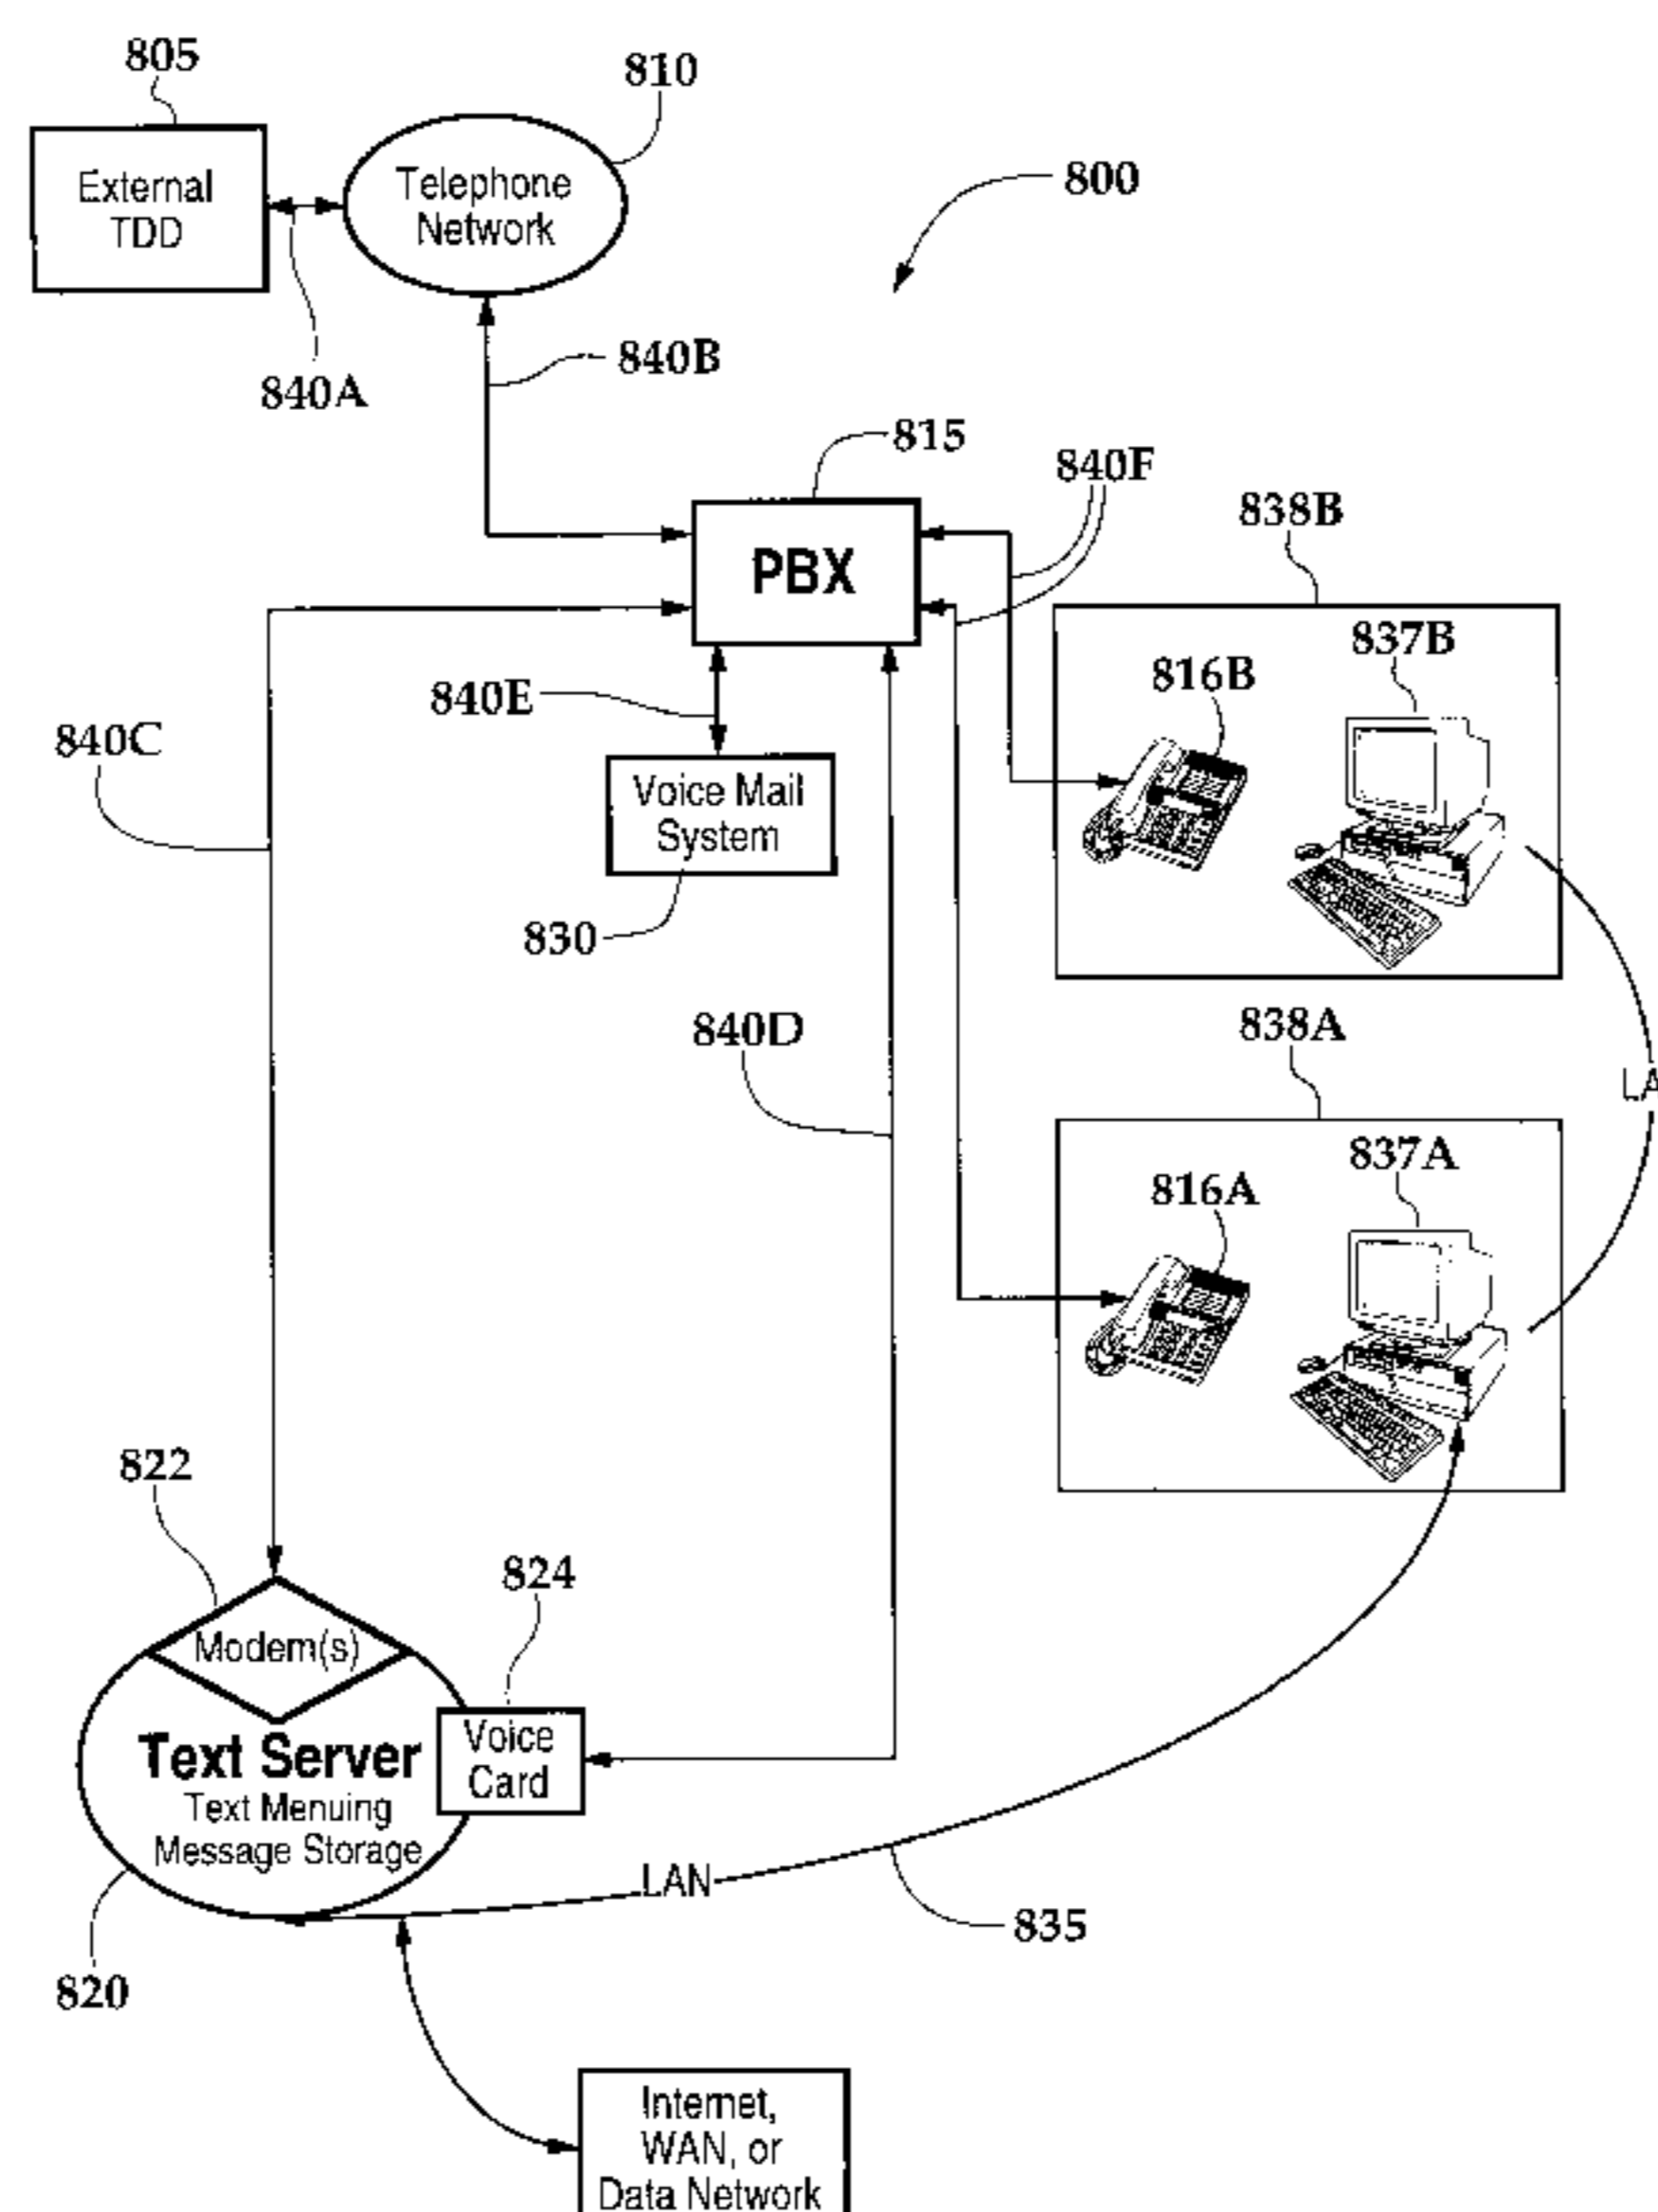 805
810
External
TDD
Telephone
Network
800
840A
840B
815
840F
838B
PBX
837B
816B
840E
840C
Voice Mail
System
830
840D
838A
LA
837A
816A
822
824
Modem(s)
Voice
Card
Text Server
Text Menuing
Message Storage
LAN
835
820
Internet,
WAN, or
Data Network